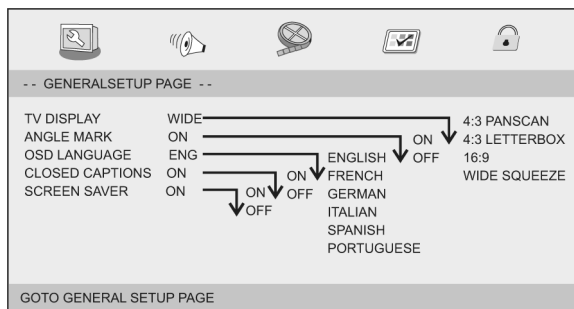 - - GENERALSETUP PAGE - -
TV DISPLAY WIDE 4:3 PANSCAN
ANGLE MARK ON ON 4:3 LETTERBOX
OSD LANGUAGE ENG ENGLISH OFF 16:9
CLOSED CAPTIONS ON ON FRENCH WIDE SQUEEZE
SCREEN SAVER ON ON OFF GERMAN
OFF ITALIAN
SPANISH
PORTUGUESE
GOTO GENERAL SETUP PAGE